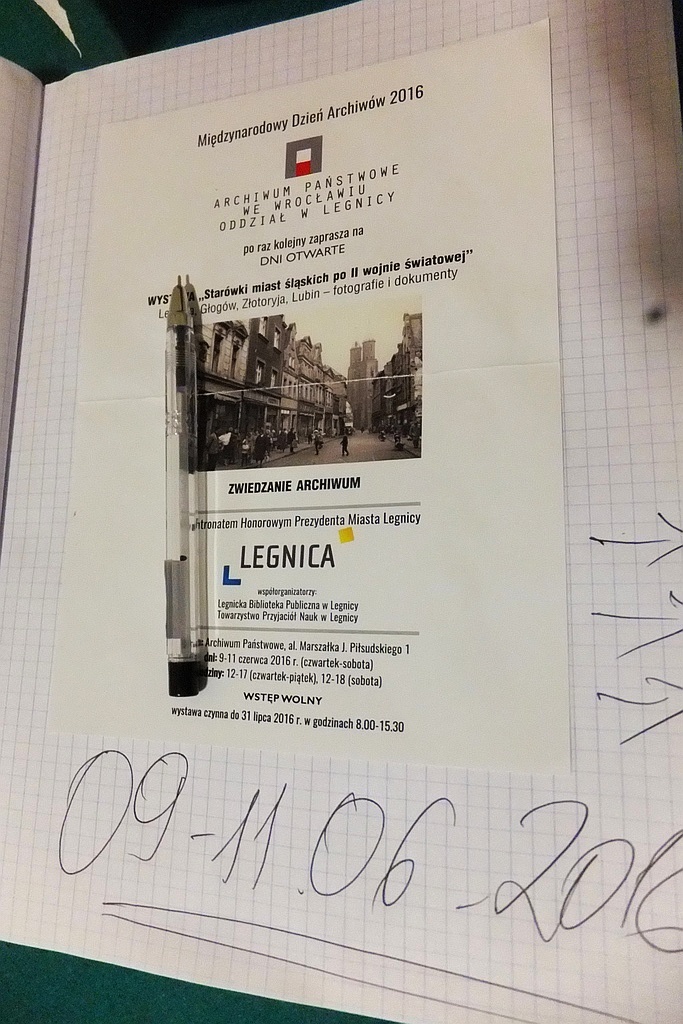 Międzynarodowy Dzień Archiwów 2016
ARCHIWUM PAŃSTWOWE
WE WROCŁAWIU
ODDZIAŁ W LEGNICY
po raz kolejny zaprasza na
DNI OTWARTE
„Starówki miast śląskich po II wojnie światowej”
Głogów, Złotoryja, Lubin – fotografie i dokumenty
ZWIEDZANIE ARCHIWUM
Honorowym Prezydenta Miasta Legnicy
LEGNICA
współorganizatorzy:
Legnicka Biblioteka Publiczna w Legnicy
Towarzystwo Przyjaciół Nauk w Legnicy
Archiwum Państwowe, al. Marszałka J. Piłsudskiego 1
dni: 9-11 czerwca 2016 r. (czwartek-sobota)
12-17 (czwartek-piątek), 12-18 (sobota)
WSTĘP WOLNY
wystawa czynna do 31 lipca 2016 r. w godzinach 8.00-15.30
09-11.06.2016